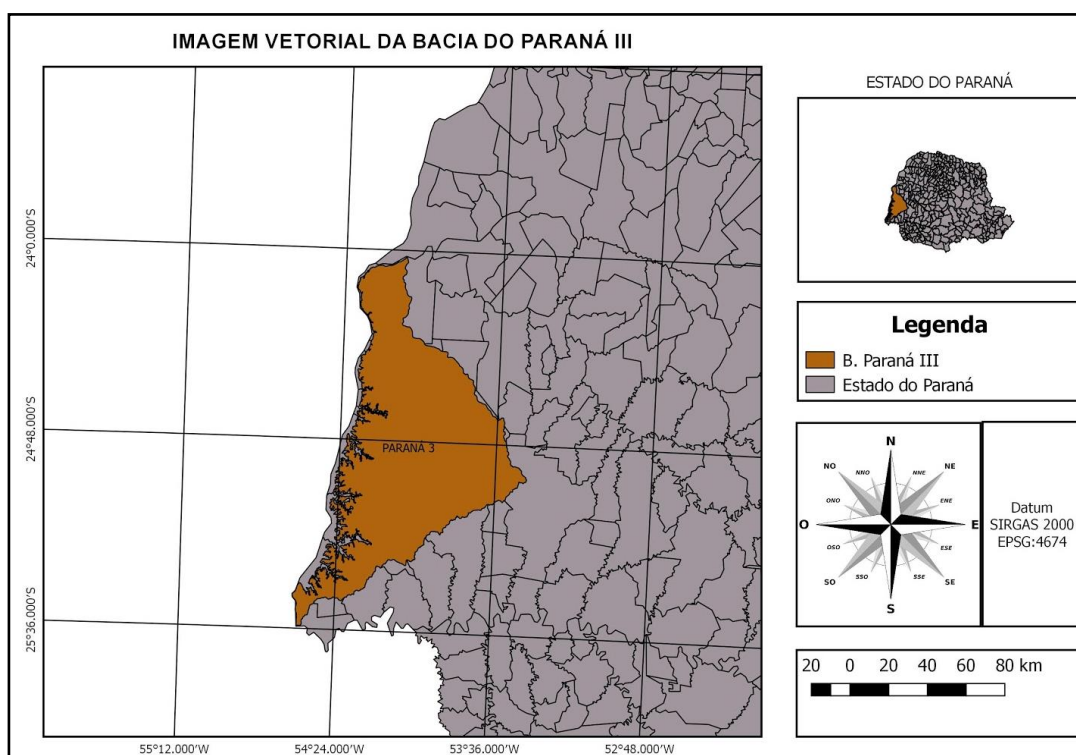 IMAGEM VETORIAL DA BACIA DO PARANÁ III
24°0.000'S
24°48.000'S
25°36.000'S
PARANÁ 3
55°12.000'W
54°24.000'W
53°36.000'W
52°48.000'W
ESTADO DO PARANÁ
Legenda
B. Paraná III
Estado do Paraná
N
NNO
NNE
NO
NE
ONO
ENE
O
E
OSO
ESE
SO
SE
SSO
SSE
S
Datum
SIRGAS 2000
EPSG:4674
20 0 20 40 60 80 km